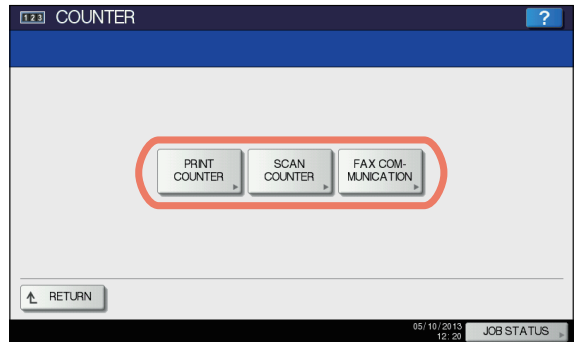 123 COUNTER ?
PRINT
COUNTER
SCAN
COUNTER
FAX COM-
MUNICATION
RETURN
05/10/2013
12:20
JOB STATUS